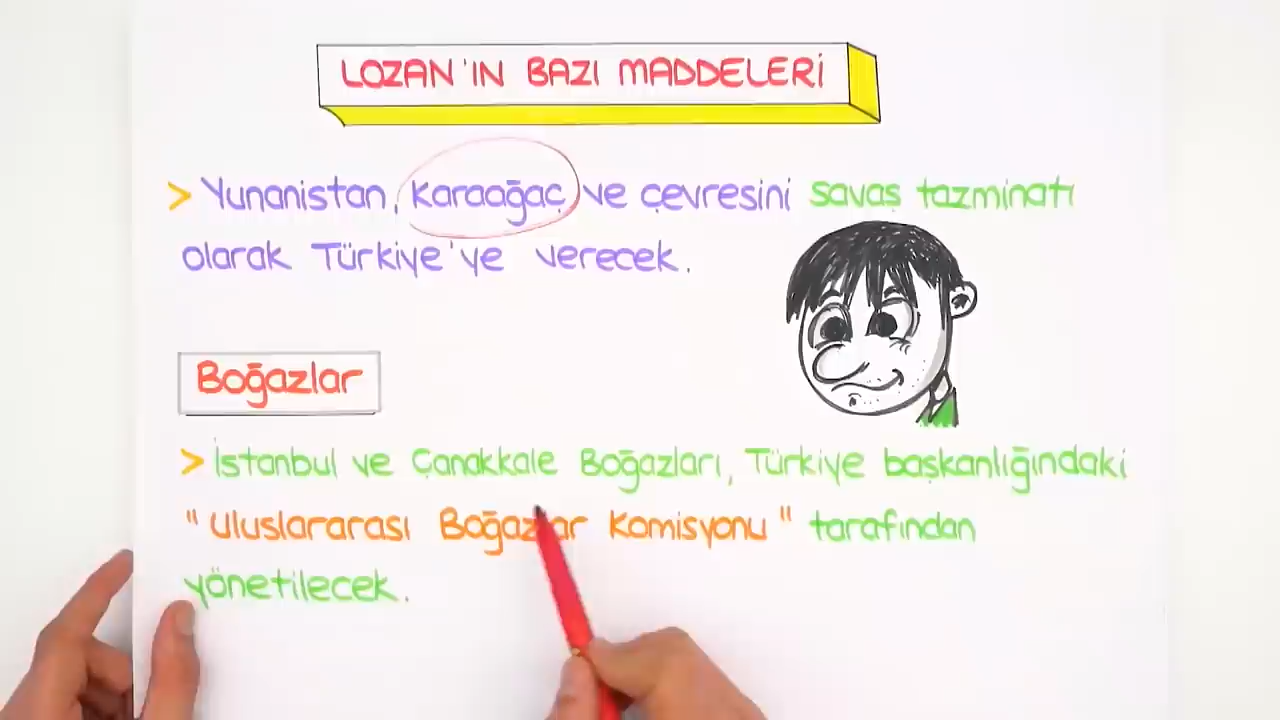 LOZAN'IN BAZI MADDELERİ
> Yunanistan, Karaağaç ve çevresini savaş tazminatı
olarak Türkiye'ye verecek.
Boğazlar
> İstanbul ve Çanakkale Boğazları, Türkiye başkanlığındaki
"Uluslararası Boğazlar Komisyonu" tarafından
yönetilecek.